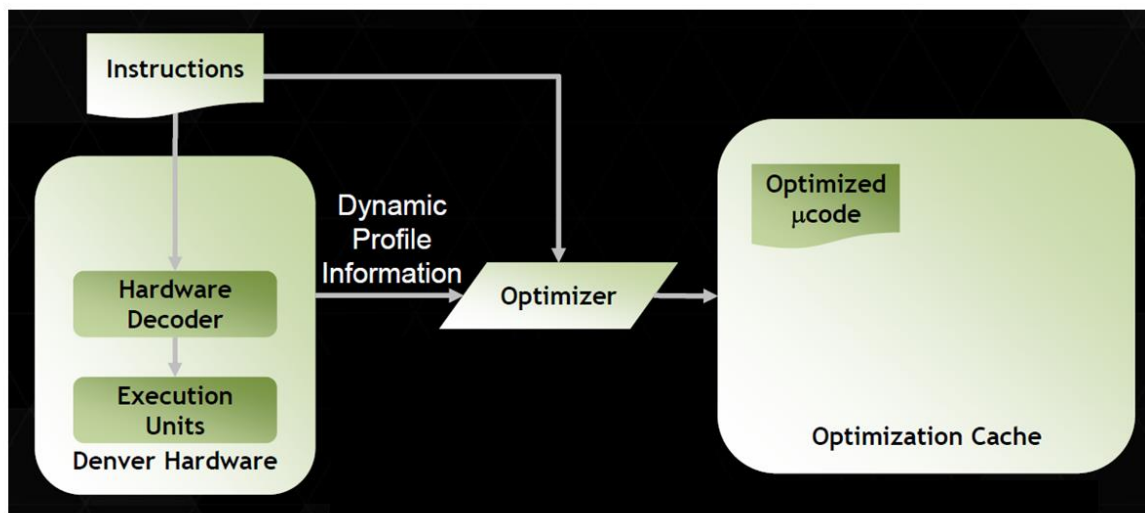 Instructions
Dynamic
Profile
Information
Hardware
Decoder
Execution
Units
Denver Hardware
Optimizer
Optimized
μcode
Optimization Cache